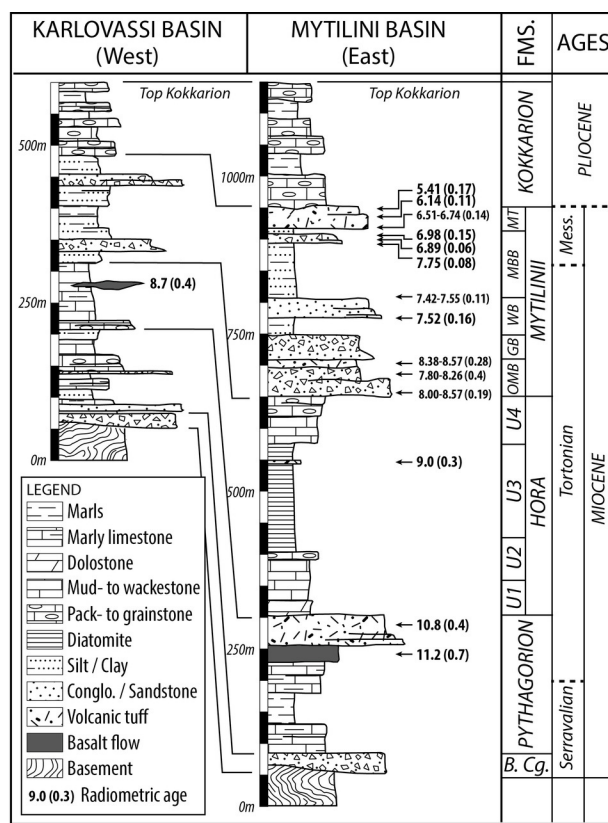 KARLOVASSI BASIN
(West)
MYTILINI BASIN
(East)
FMS.
AGES
Top Kokkarion
Top Kokkarion
500m
250m
0m
8.7 (0.4)
1000m
750m
500m
250m
0m
5.41 (0.17)
6.14 (0.11)
6.51-6.74 (0.14)
6.98 (0.15)
6.89 (0.06)
7.75 (0.08)
7.42-7.55 (0.11)
7.52 (0.16)
8.38-8.57 (0.28)
7.80-8.26 (0.4)
8.00-8.57 (0.19)
9.0 (0.3)
10.8 (0.4)
11.2 (0.7)
KOKKARION
MT
MBB
WB
GB
OMB
MYTILINII
U4
U3
U2
U1
HORA
PYTHAGORION
B. Cg.
PLIOCENE
Mess.
Tortonian
Serravalian
MIOCENE
LEGEND
Marls
Marly limestone
Dolostone
Mud- to wackestone
Pack- to grainstone
Diatomite
Silt / Clay
Conglo. / Sandstone
Volcanic tuff
Basalt flow
Basement
9.0 (0.3) Radiometric age